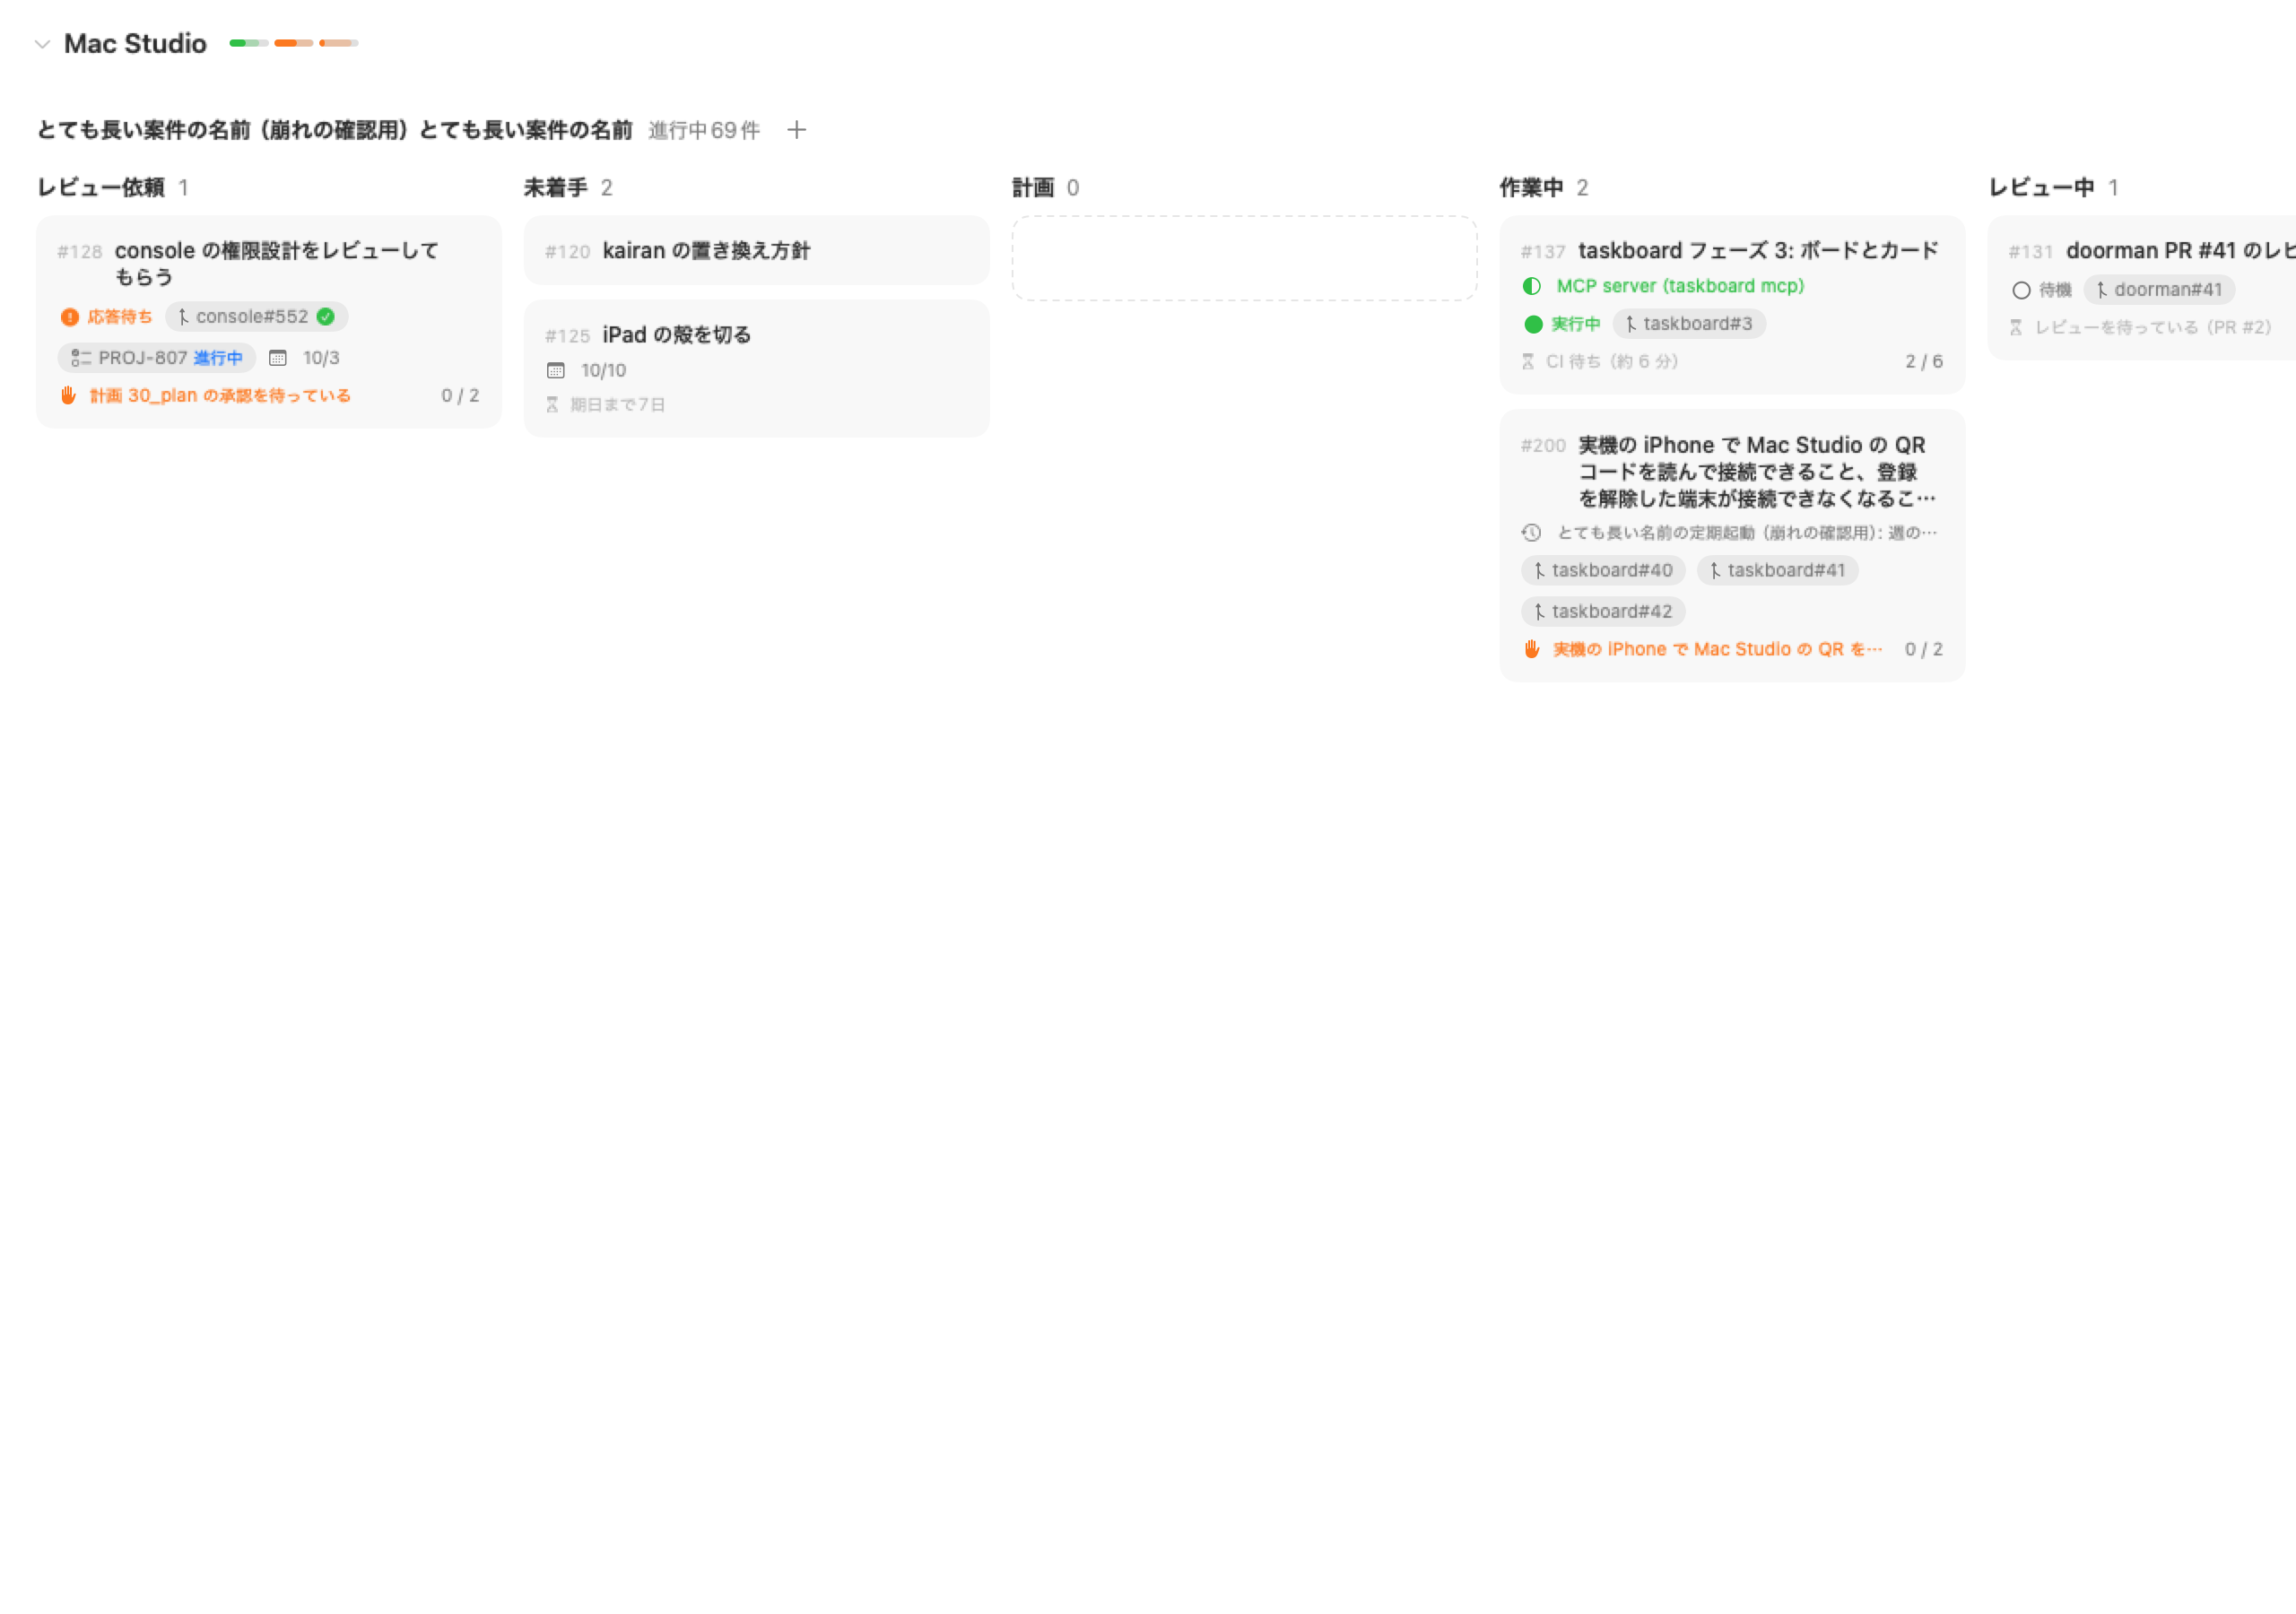 Mac Studio
とても長い案件の名前（崩れの確認用）とても長い案件の名前 進行中69件
レビュー依頼 1
#128 console の権限設計をレビューして
もらう
応答待ち console#552
PROJ-807 進行中 10/3
計画 30_plan の承認を待っている 0 / 2
未着手 2
#120 kairan の置き換え方針
#125 iPad の殻を切る
10/10
期日まで7日
計画 0
作業中 2
#137 taskboard フェーズ 3: ボードとカード
MCP server (taskboard mcp)
実行中 taskboard#3
CI 待ち（約 6 分） 2 / 6
#200 実機の iPhone で Mac Studio の QR
コードを読んで接続できること、登録
を解除した端末が接続できなくなるこ…
とても長い名前の定期起動（崩れの確認用）: 週の…
taskboard#40 taskboard#41
taskboard#42
実機の iPhone で Mac Studio の QR を… 0 / 2
レビュー中 1
#131 doorman PR #41 のレ
待機 doorman#41
レビューを待っている（PR #2）